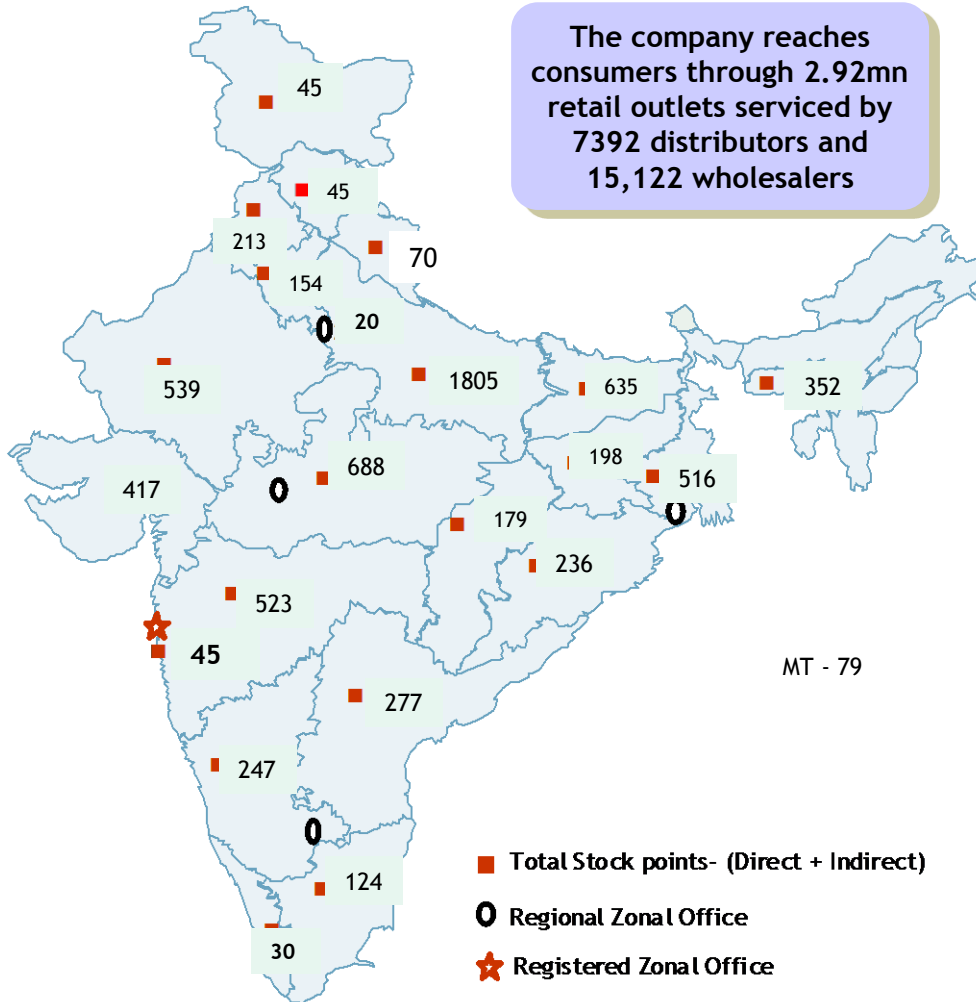 The company reaches
consumers through 2.92mn
retail outlets serviced by
7392 distributors and
15,122 wholesalers
45
45
213
70
154
20
539
1805
635
352
688
198
417
516
179
236
523
45
MT - 79
277
247
124
30
Total Stock points- (Direct + Indirect)
Regional Zonal Office
Registered Zonal Office